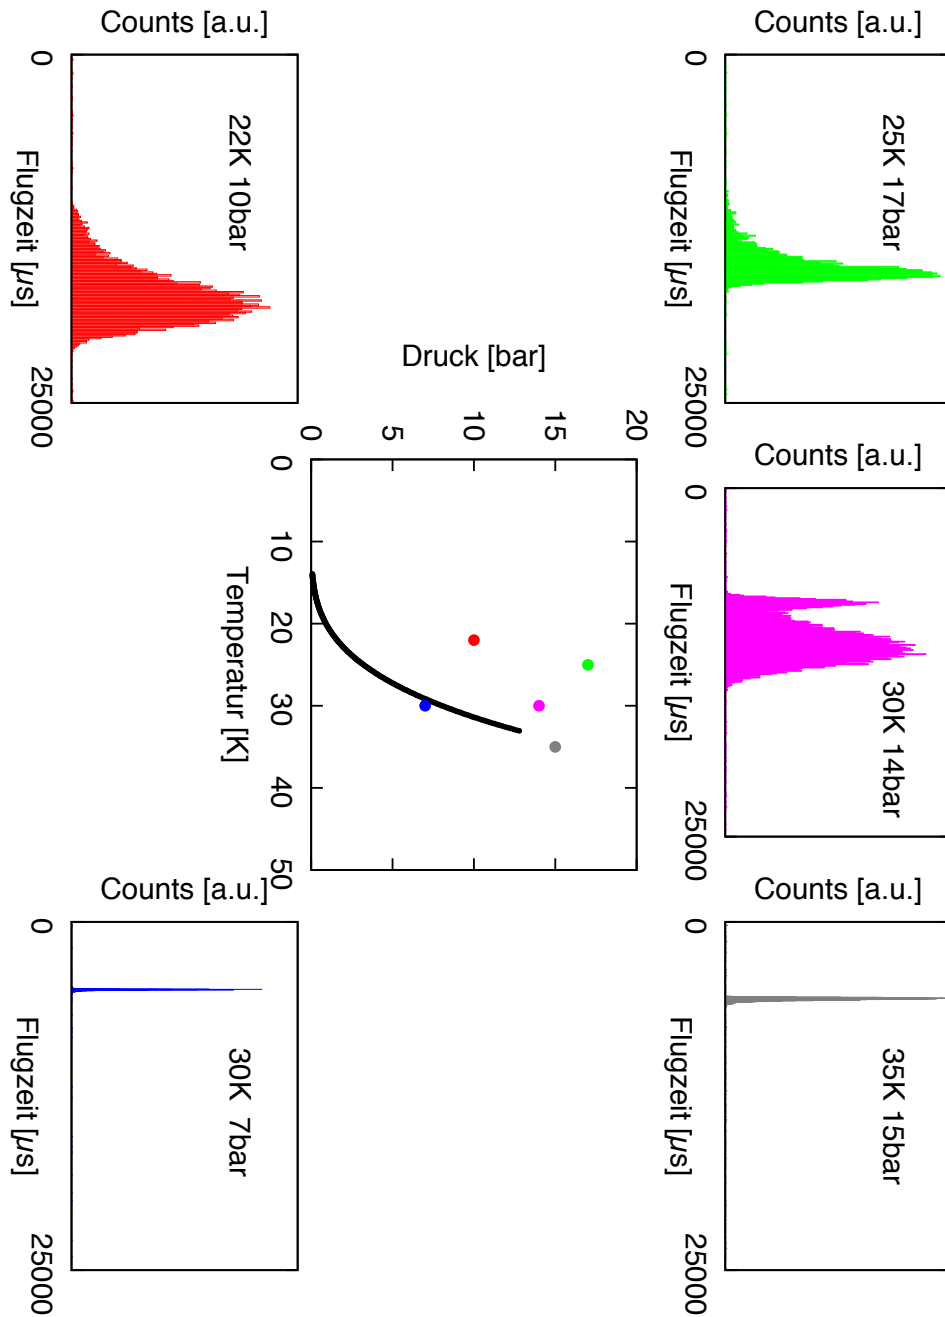 Counts [a.u.]
0
22K 10bar
Flugzeit [µs]
25000
Counts [a.u.]
0
25K 17bar
Flugzeit [µs]
25000
Druck [bar]
0
5
10
15
20
0
10
20
30
40
50
Temperatur [K]
Counts [a.u.]
0
30K 14bar
Flugzeit [µs]
25000
Counts [a.u.]
0
30K 7bar
Flugzeit [µs]
25000
Counts [a.u.]
0
35K 15bar
Flugzeit [µs]
25000